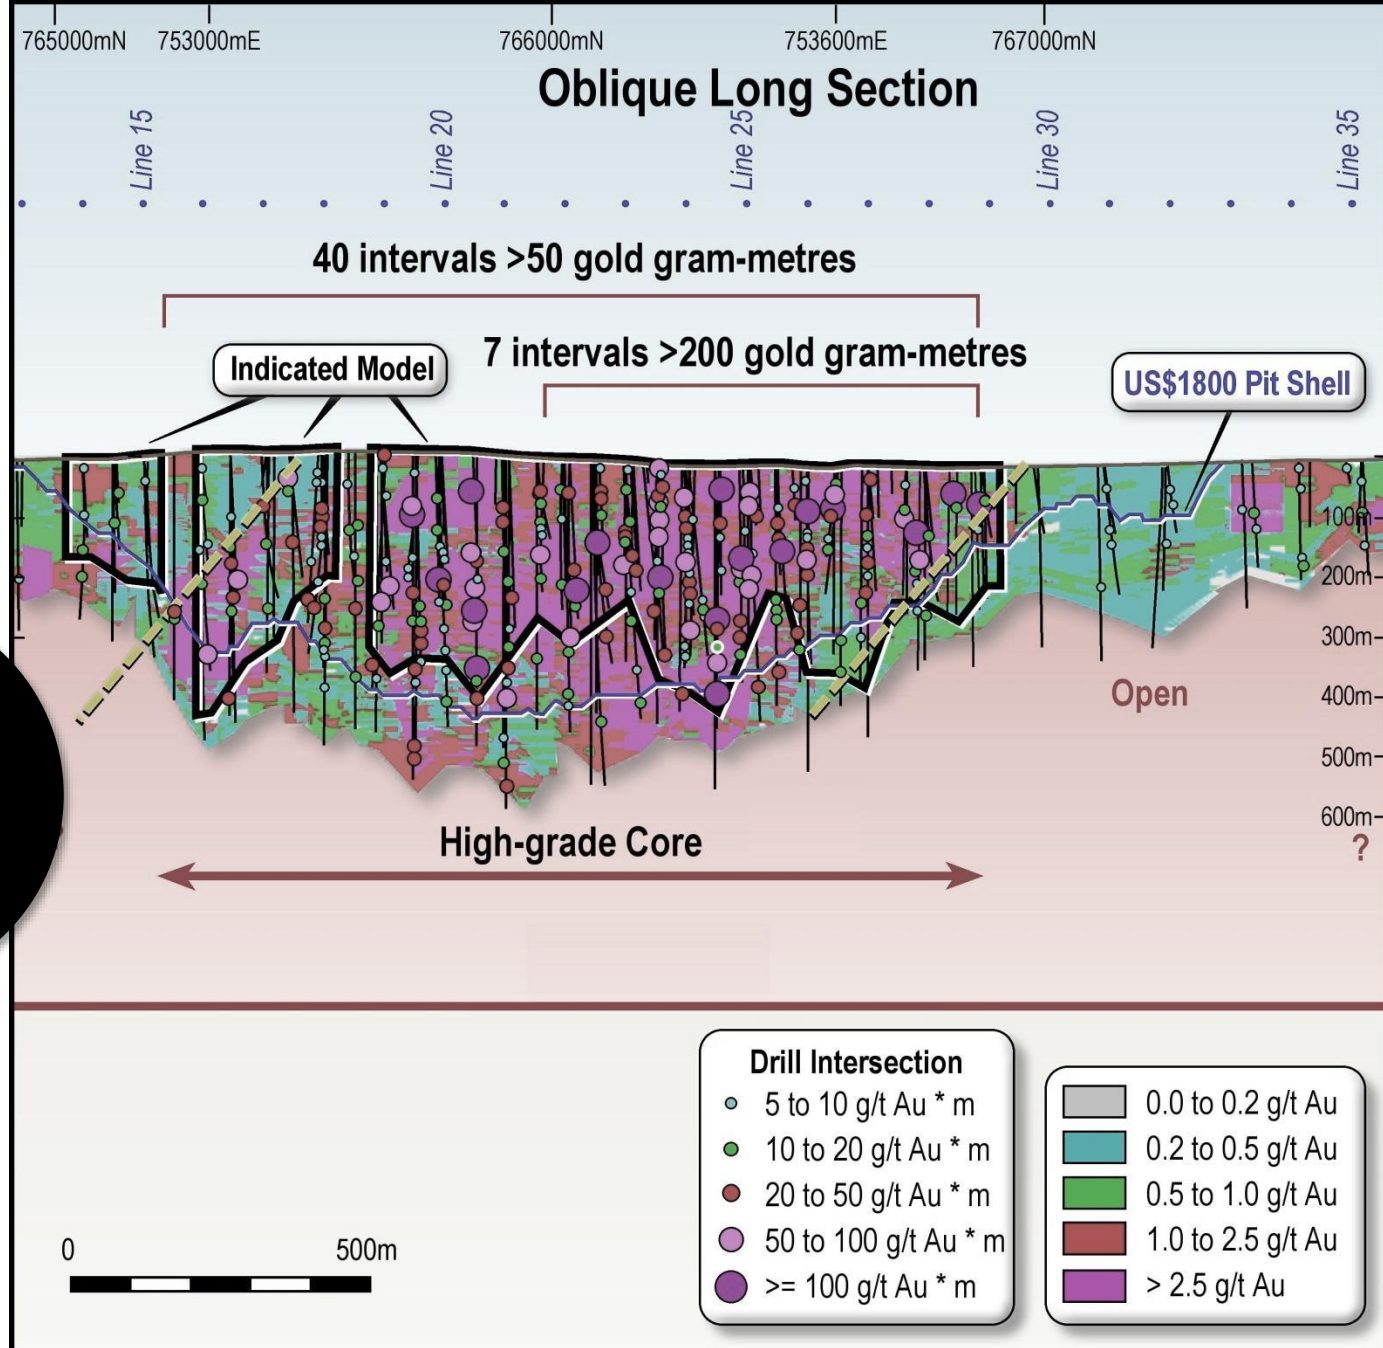 765000mN 753000mE 766000mN 753600mE 767000mN
Oblique Long Section
Line 15 Line 20 Line 25 Line 30 Line 35
40 intervals >50 gold gram-metres
7 intervals >200 gold gram-metres
Indicated Model
US$1800 Pit Shell
100m
200m
300m
Open
400m
500m
600m
High-grade Core
?
Drill Intersection
5 to 10 g/t Au * m
10 to 20 g/t Au * m
20 to 50 g/t Au * m
50 to 100 g/t Au * m
>= 100 g/t Au * m
0.0 to 0.2 g/t Au
0.2 to 0.5 g/t Au
0.5 to 1.0 g/t Au
1.0 to 2.5 g/t Au
> 2.5 g/t Au
0 500m